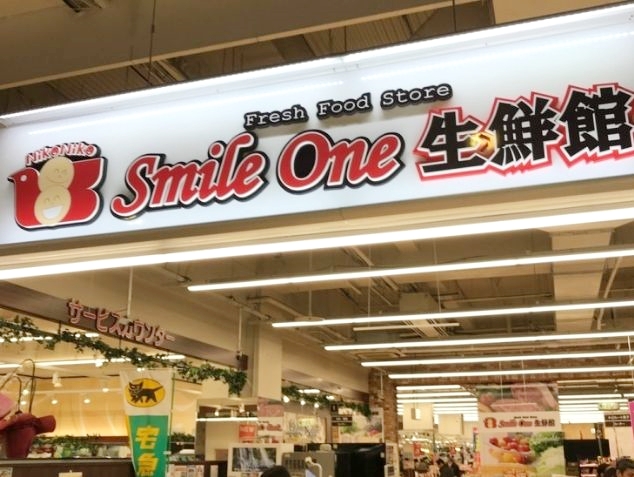 Fresh Food Store
NikoNiko
Smile One 生鮮館
サービスカウンター
宅急
Smile One 生鮮館